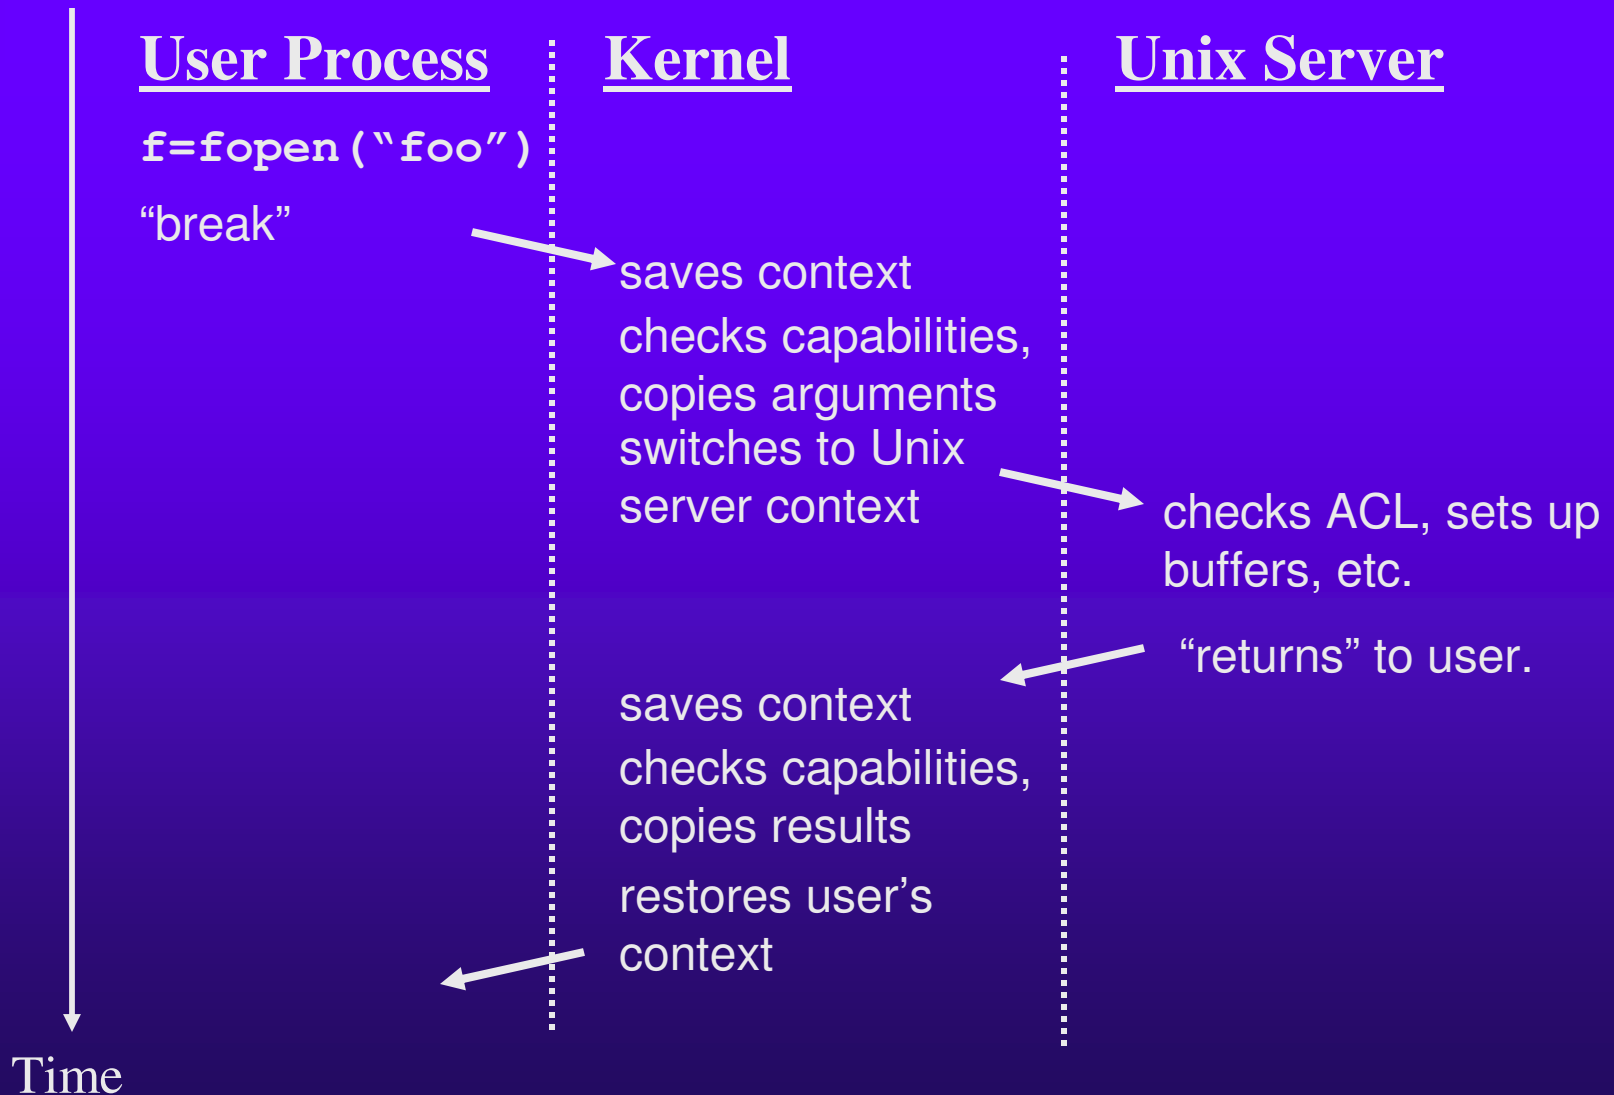 User Process
Kernel
Unix Server
f=fopen(“foo”)
“break”
saves context
checks capabilities,
copies arguments
switches to Unix
server context
checks ACL, sets up
buffers, etc.
“returns” to user.
saves context
checks capabilities,
copies results
restores user’s
context
Time